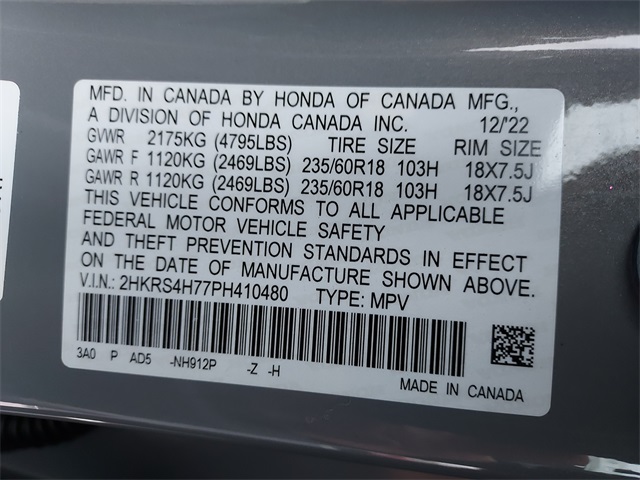 MFD. IN CANADA BY HONDA OF CANADA MFG.,
A DIVISION OF HONDA CANADA INC. 12/'22
GVWR 2175KG (4795LBS) TIRE SIZE RIM SIZE
GAWR F 1120KG (2469LBS) 235/60R18 103H 18X7.5J
GAWR R 1120KG (2469LBS) 235/60R18 103H 18X7.5J
THIS VEHICLE CONFORMS TO ALL APPLICABLE
FEDERAL MOTOR VEHICLE SAFETY
AND THEFT PREVENTION STANDARDS IN EFFECT
ON THE DATE OF MANUFACTURE SHOWN ABOVE.
V.I.N.: 2HKRS4H77PH410480 TYPE: MPV
3A0 P AD5 -NH912P -Z -H
MADE IN CANADA